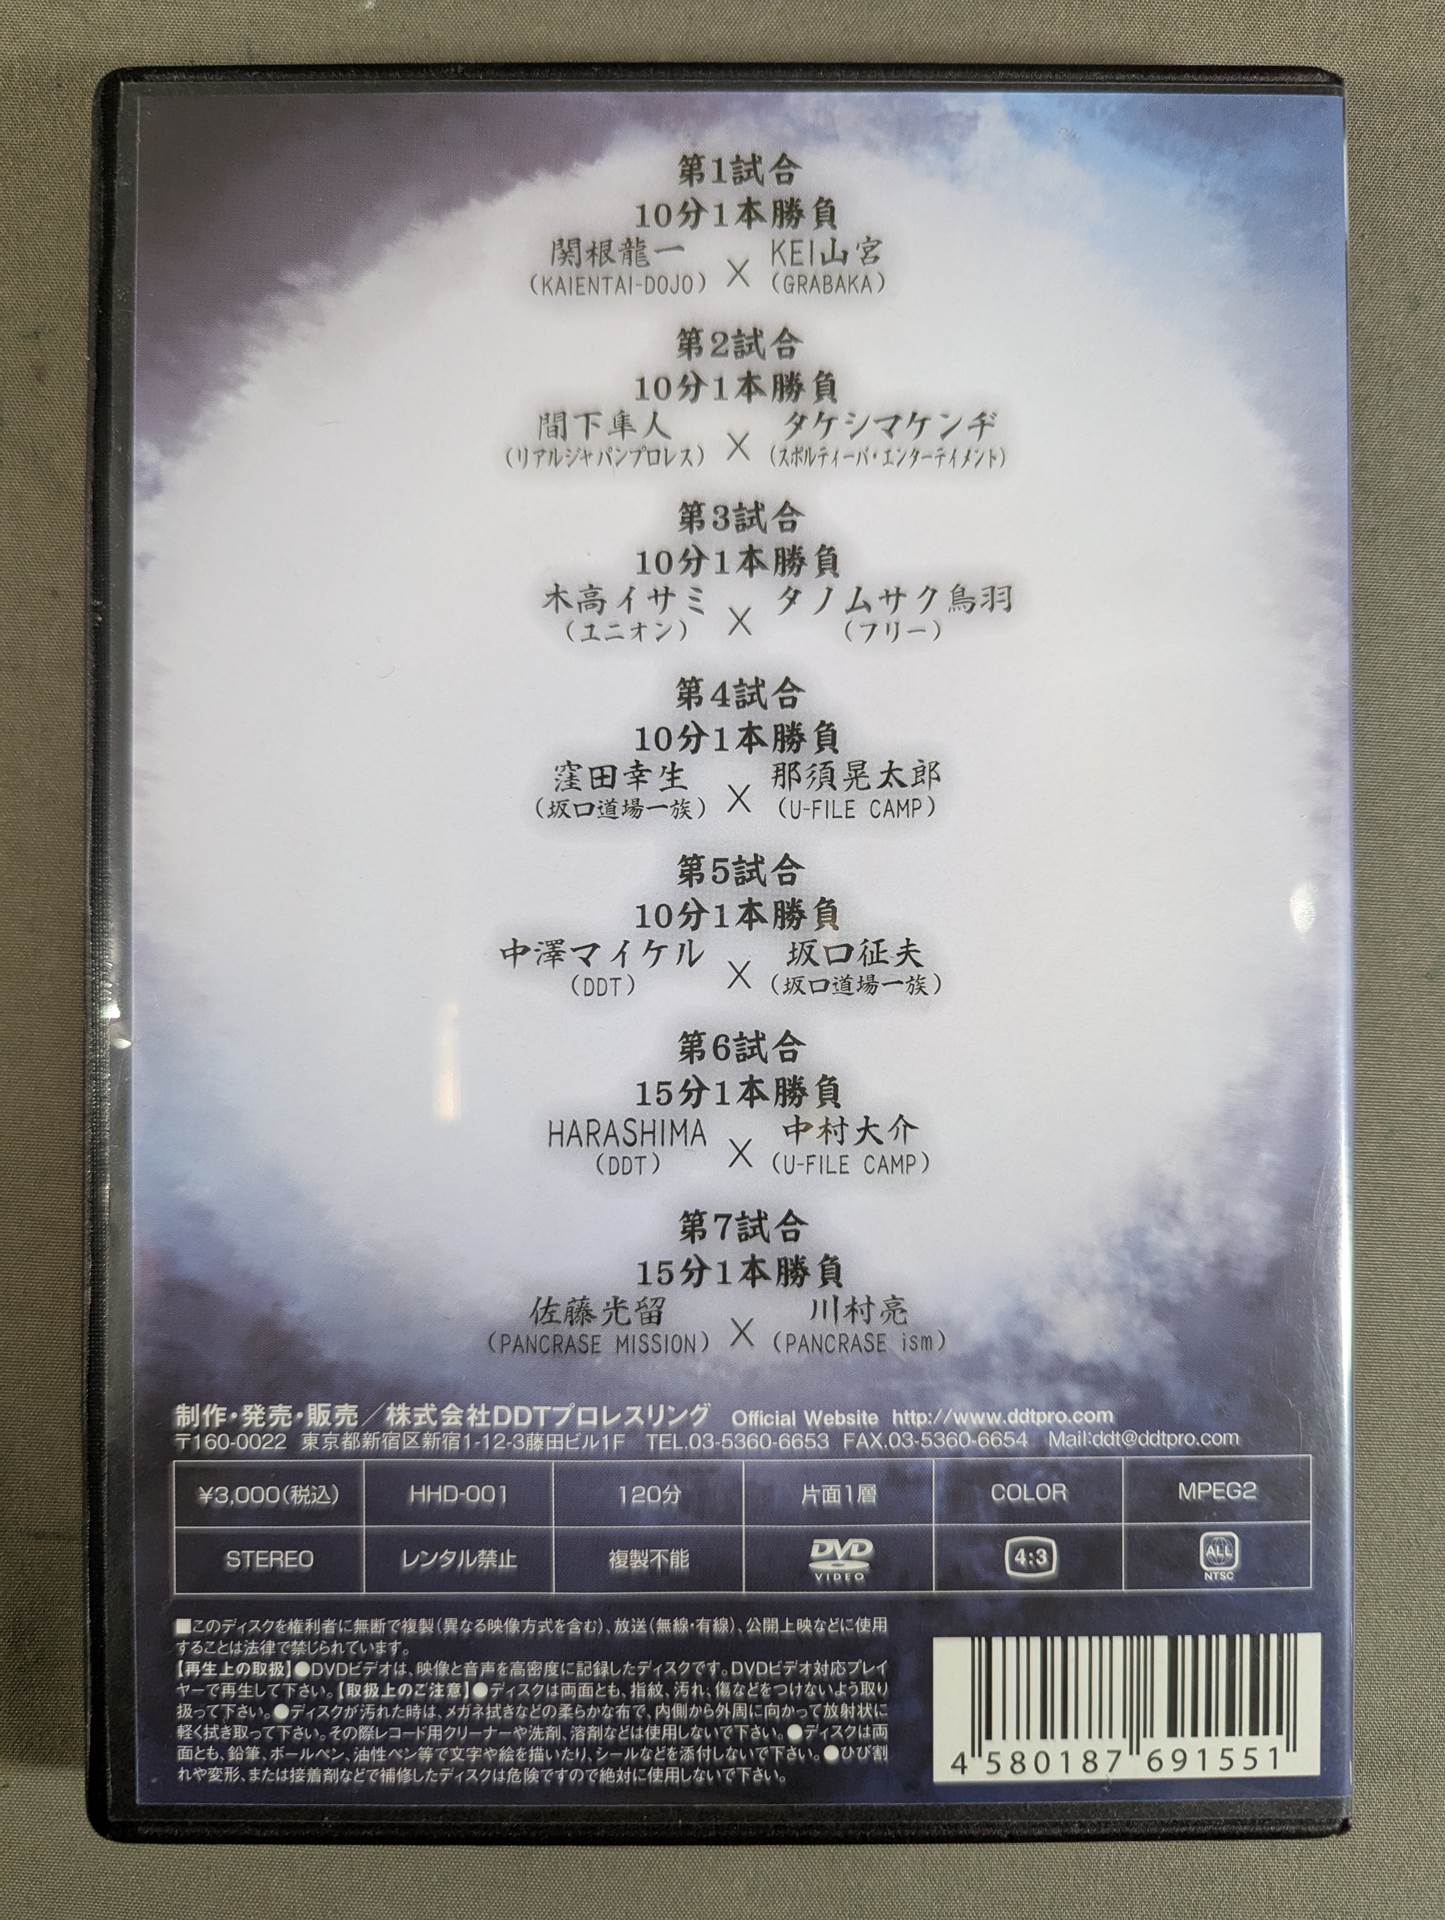 第1試合
10分1本勝負
関根龍一 × KEI山宮
(KAIENTAI-DOJO) (GRABAKA)
第2試合
10分1本勝負
間下隼人 × タケシマケンヂ
(リアルジャパンプロレス) (スポルティーバ・エンターテイメント)
第3試合
10分1本勝負
木高イサミ × タノムサク鳥羽
(ユニオン) (フリー)
第4試合
10分1本勝負
窪田幸生 × 那須晃太郎
(坂口道場一族) (U-FILE CAMP)
第5試合
10分1本勝負
中澤マイケル × 坂口征夫
(DDT) (坂口道場一族)
第6試合
15分1本勝負
HARASHIMA × 中村大介
(DDT) (U-FILE CAMP)
第7試合
15分1本勝負
佐藤光留 × 川村亮
(PANCRASE MISSION) (PANCRASE ism)
制作・発売・販売／株式会社DDTプロレスリング Official Website http://www.ddtpro.com
〒160-0022 東京都新宿区新宿1-12-3藤田ビル1F TEL.03-5360-6653 FAX.03-5360-6654 Mail:ddt@ddtpro.com
¥3,000(税込) HHD-001 120分 片面1層 COLOR MPEG2
STEREO レンタル禁止 複製不能 DVD VIDEO 4:3 ALL NTSC
■このディスクを権利者に無断で複製(異なる映像方式を含む)、放送(無線・有線)、公開上映などに使用
することは法律で禁じられています。
【再生上の取扱】●DVDビデオは、映像と音声を高密度に記録したディスクです。DVDビデオ対応プレイ
ヤーで再生して下さい。【取扱上のご注意】●ディスクは両面とも、指紋、汚れ、傷などをつけないよう取り
扱って下さい。●ディスクが汚れた時は、メガネ拭きなどの柔らかな布で、内側から外周に向かって放射状に
軽く拭き取って下さい。その際レコード用クリーナーや洗剤、溶剤などは使用しないで下さい。●ディスクは両
面とも、鉛筆、ボールペン、油性ペン等で文字や絵を描いたり、シールなどを添付しないで下さい。●ひび割
れや変形、または接着剤などで補修したディスクは危険ですので絶対に使用しないで下さい。
4 580187 691551